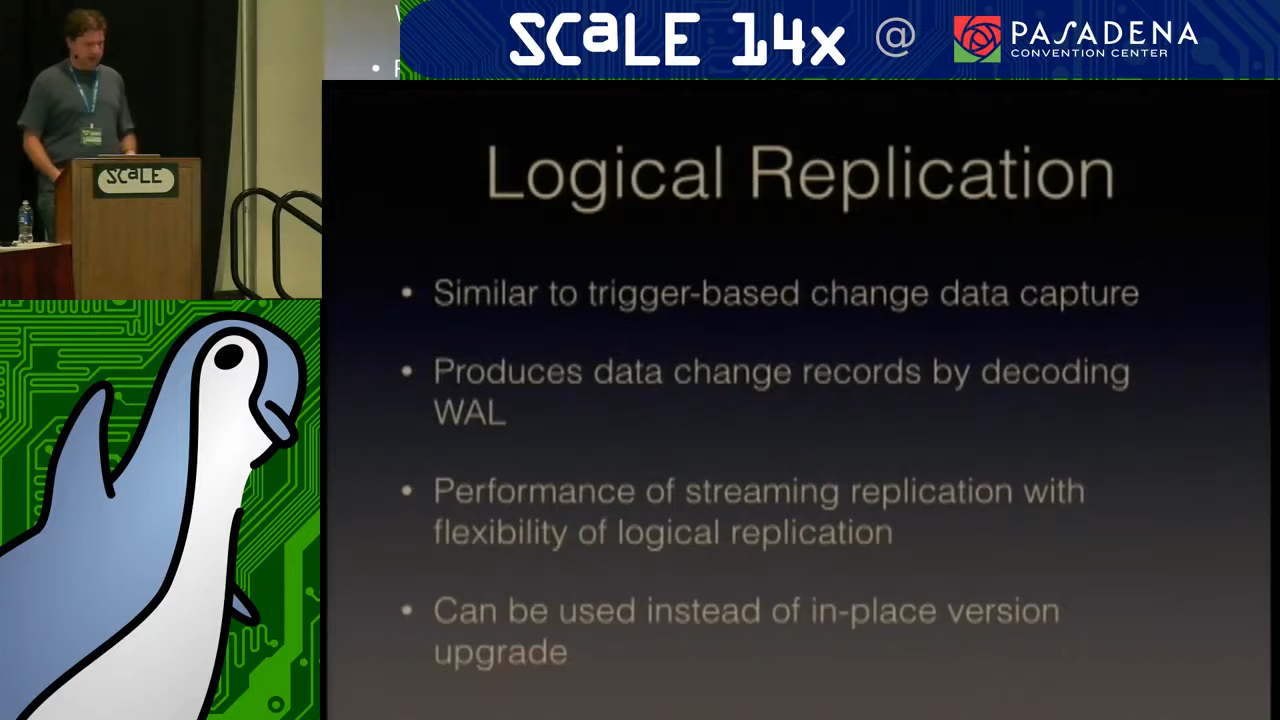 SCALE 14x @ PASADENA
CONVENTION CENTER
SCALE
Logical Replication
• Similar to trigger-based change data capture
• Produces data change records by decoding
WAL
• Performance of streaming replication with
flexibility of logical replication
• Can be used instead of in-place version
upgrade